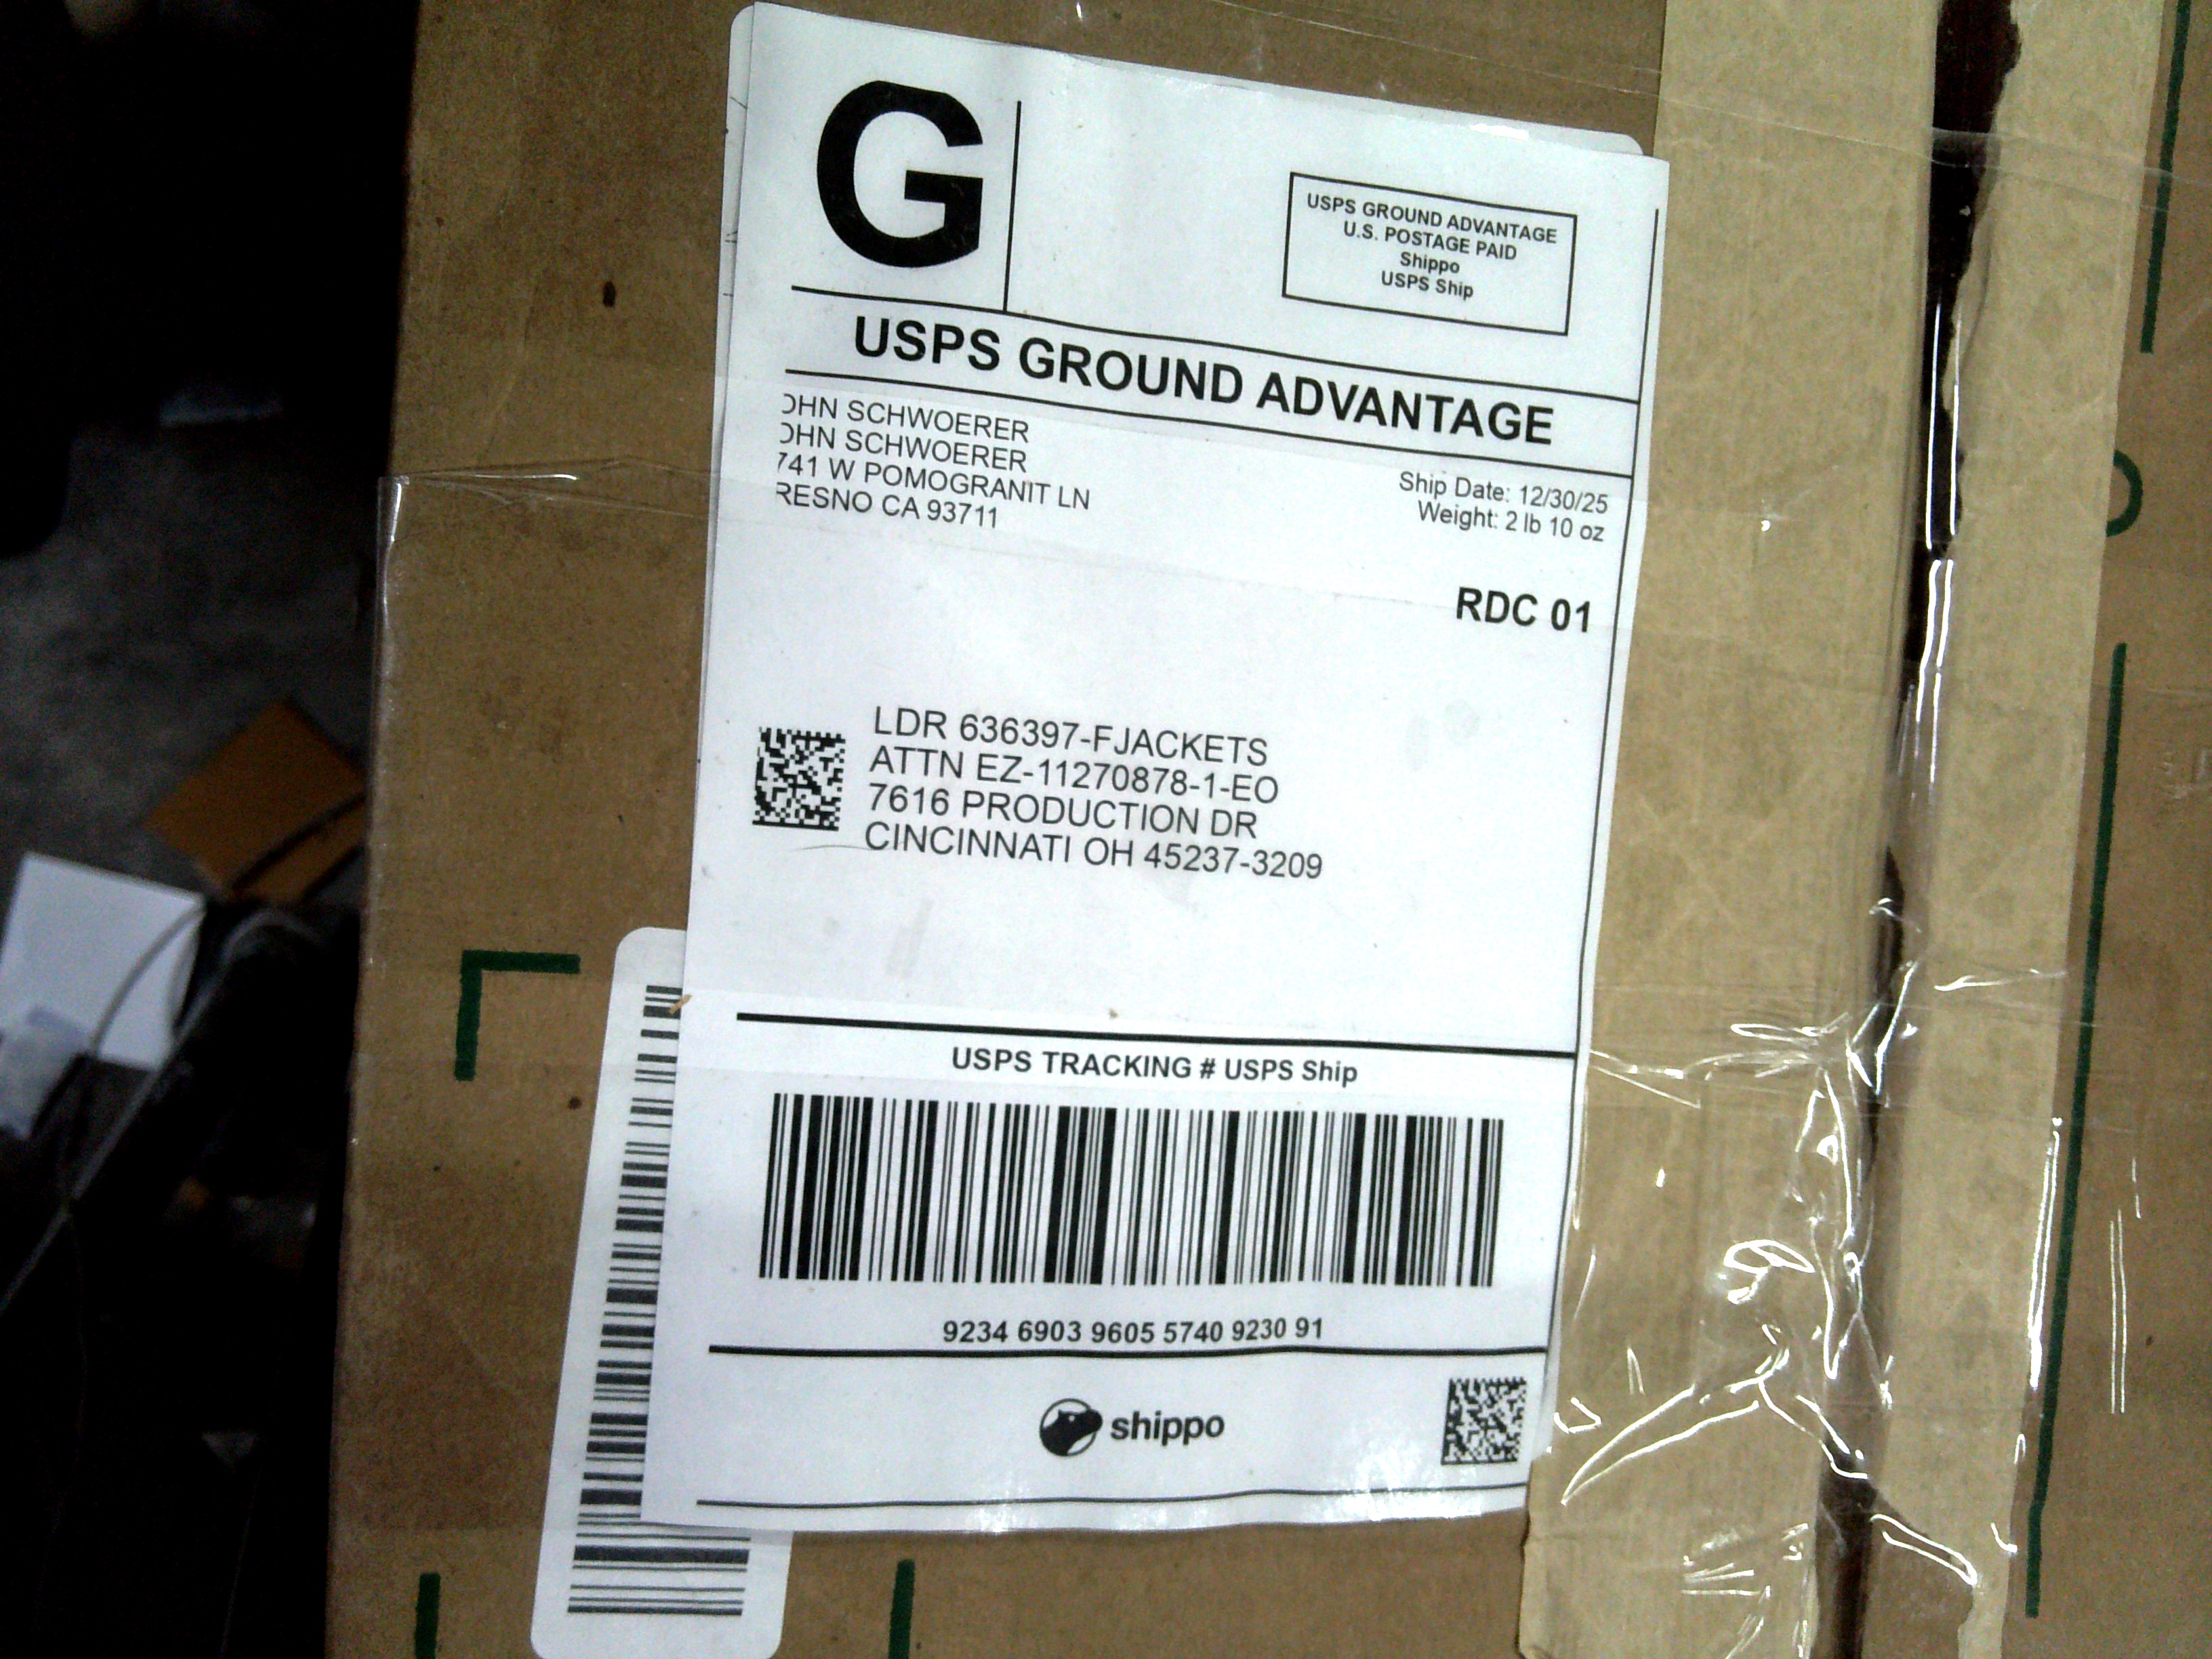 G
USPS GROUND ADVANTAGE
U.S. POSTAGE PAID
Shippo
USPS Ship
USPS GROUND ADVANTAGE
OHN SCHWOERER
OHN SCHWOERER
741 W POMOGRANIT LN
RESNO CA 93711
Ship Date: 12/30/25
Weight: 2 lb 10 oz
RDC 01
LDR 636397-FJACKETS
ATTN EZ-11270878-1-EO
7616 PRODUCTION DR
CINCINNATI OH 45237-3209
USPS TRACKING # USPS Ship
9234 6903 9605 5740 9230 91
shippo